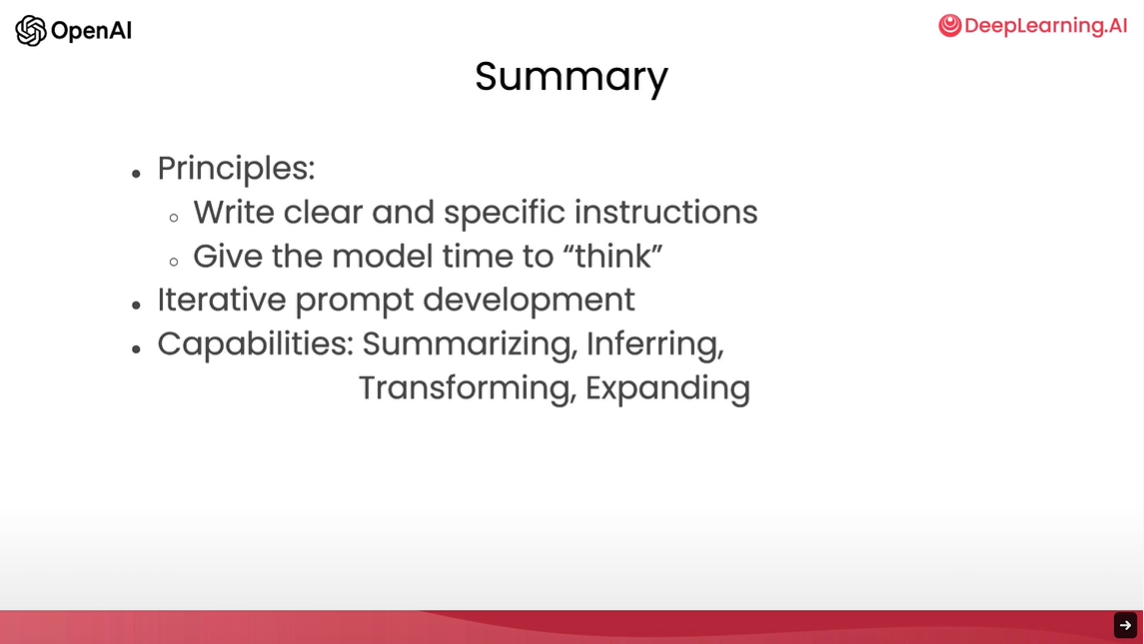 OpenAI
DeepLearning.AI
Summary
• Principles:
○ Write clear and specific instructions
○ Give the model time to “think”
• Iterative prompt development
• Capabilities: Summarizing, Inferring,
Transforming, Expanding